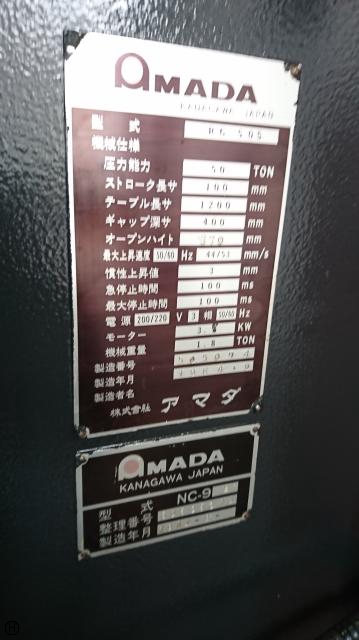 AMADA
KANAGAWA JAPAN
型式 RG 50S
機械仕様
圧力能力 50 TON
ストローク長サ 100 mm
テーブル長サ 1200 mm
ギャップ深サ 400 mm
オープンハイト 370 mm
最大上昇速度 50/60 Hz 44/53 mm/s
慣性上昇値 3 mm
急停止時間 100 ms
最大停止時間 100 ms
電源 200/220 V 3 相 50/60 Hz
モーター KW
機械重量 1.8 TON
製造番号
製造年月
製造者名
株式会社 アマダ
AMADA
KANAGAWA JAPAN
型式 NC-9
整理番号
製造年月